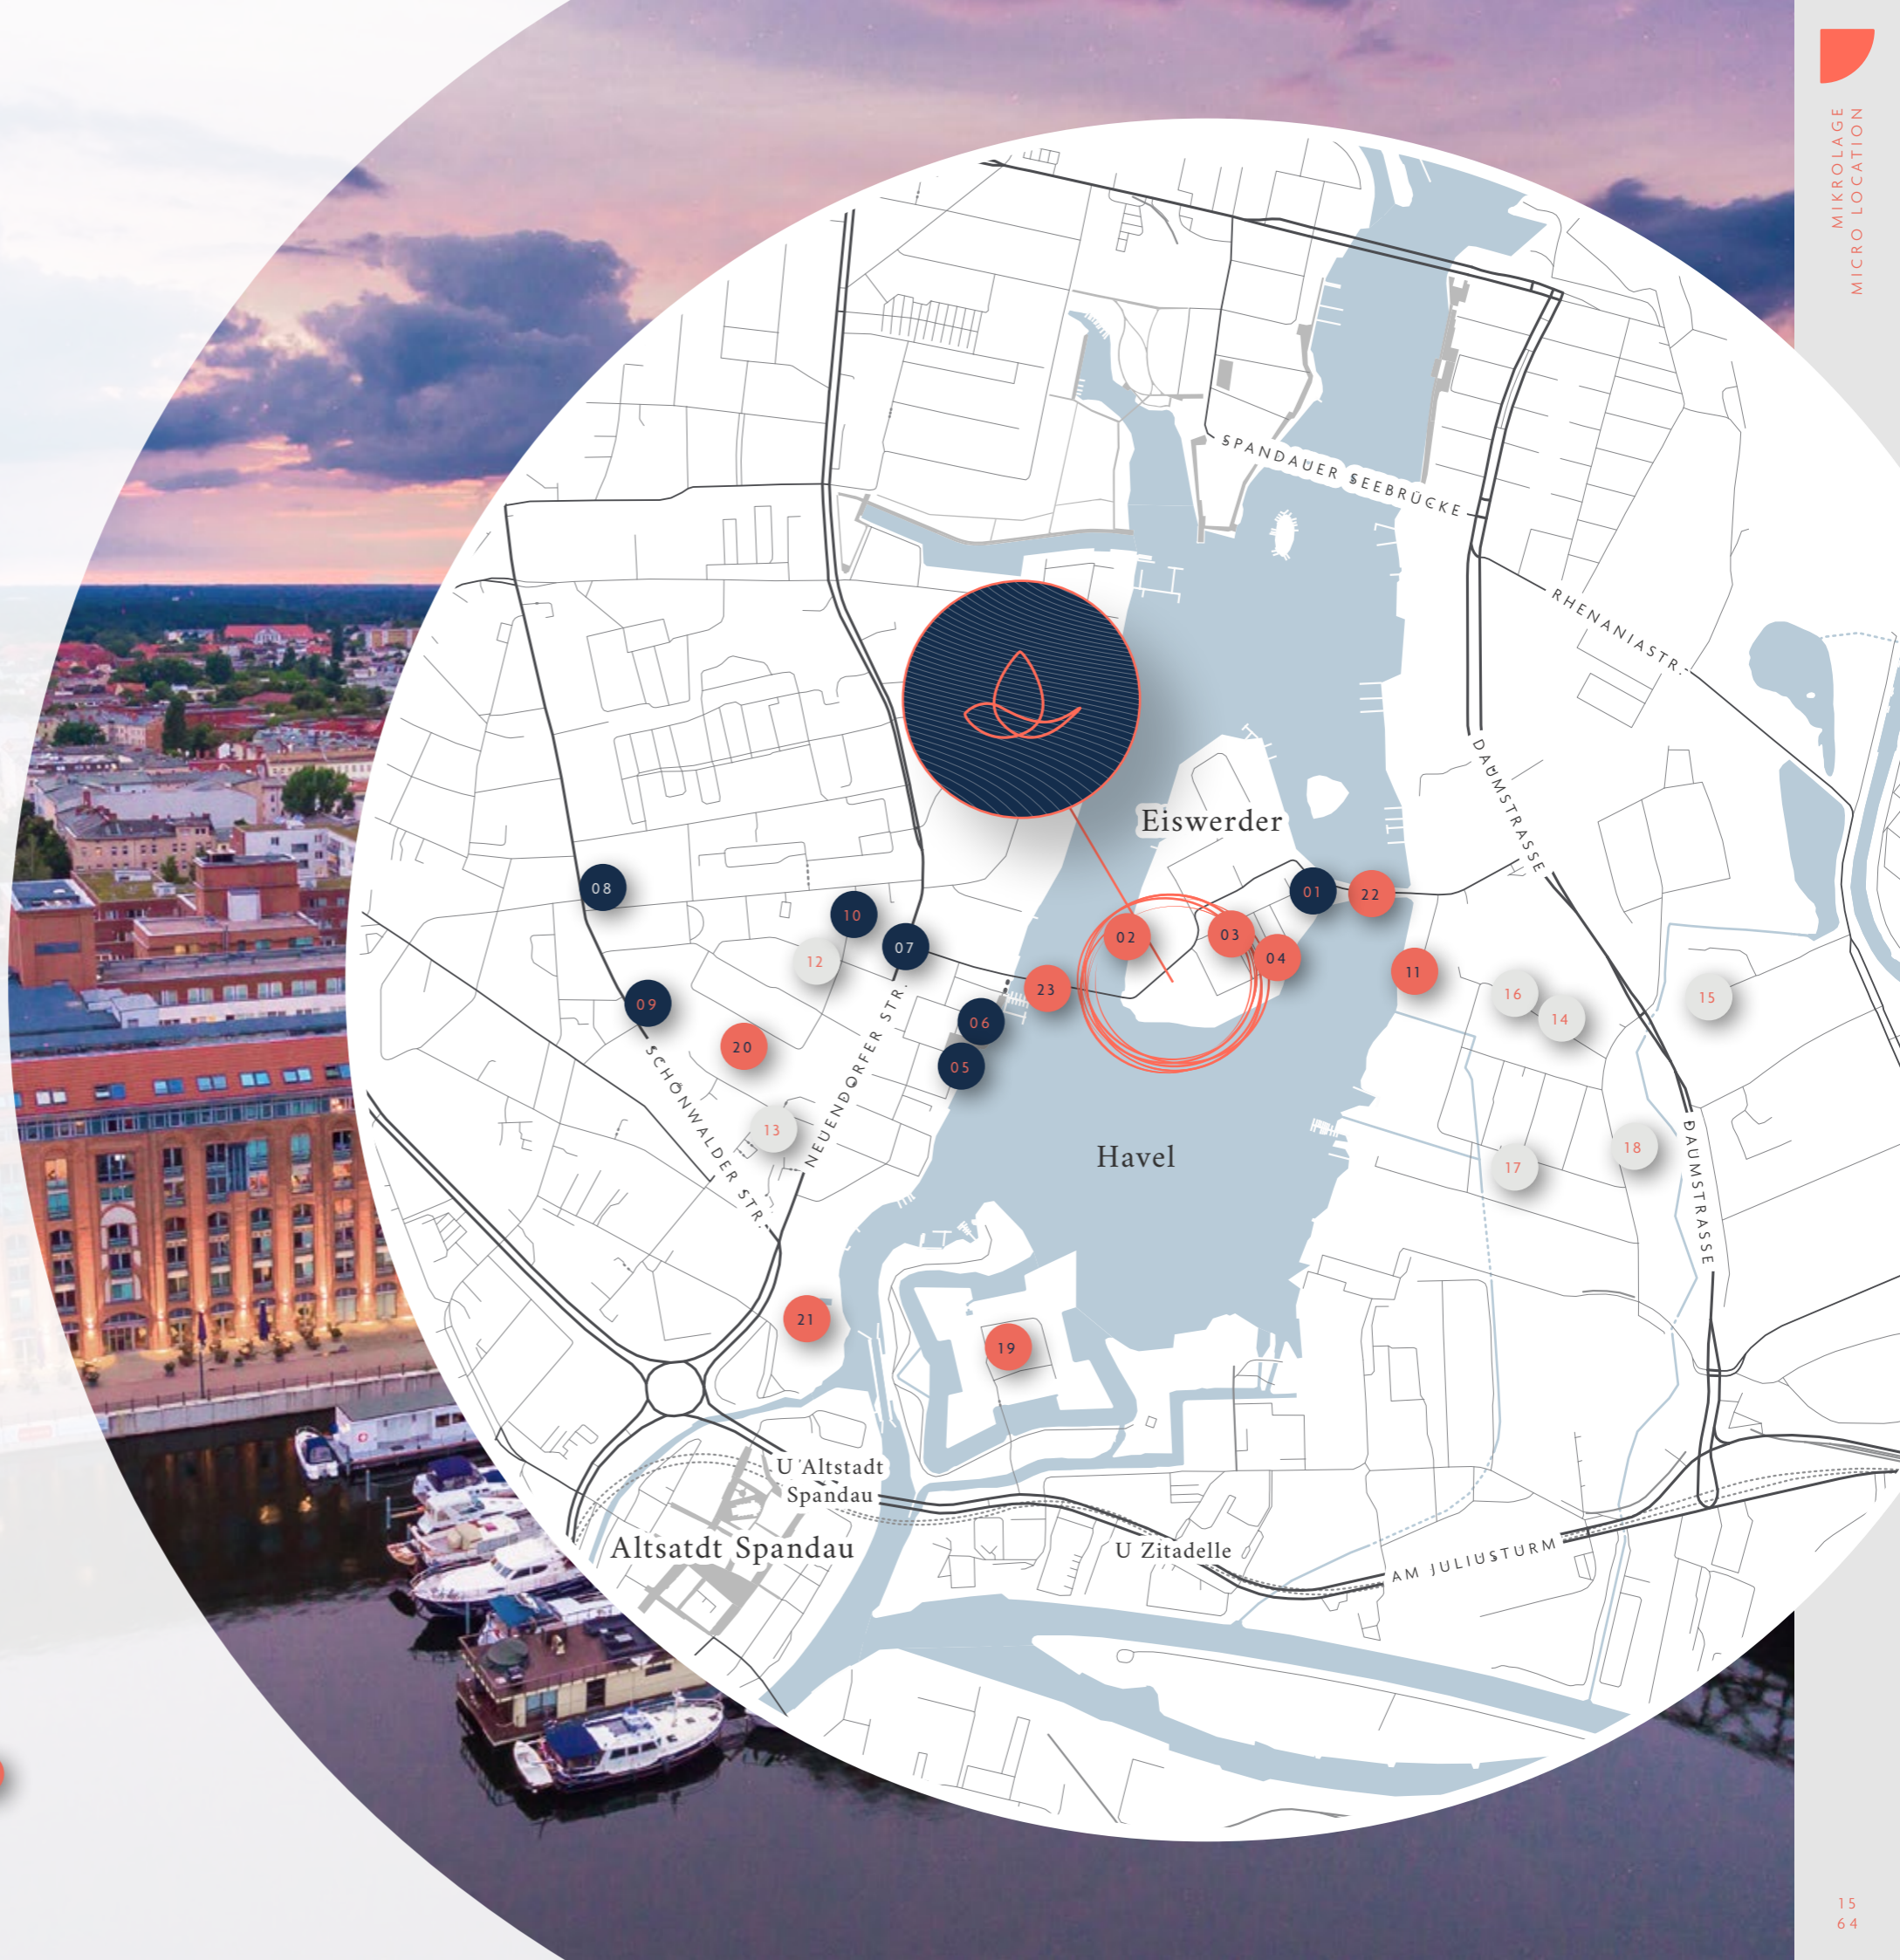 MIKROLAGE
MICRO LOCATION
SPANDAUER SEEBRÜCKE
RHENANIASTR.
DAUMSTRASSE
Eiswerder
08
10
07
01
22
02
03
04
12
23
11
09
06
16
14
15
20
05
SCHÖNWALDER STR.
NEUENDORFER STR.
13
Havel
17
18
DAUMSTRASSE
21
19
U Altstadt
Spandau
Altsatdt Spandau
U Zitadelle
AM JULIUSTURM
15
64